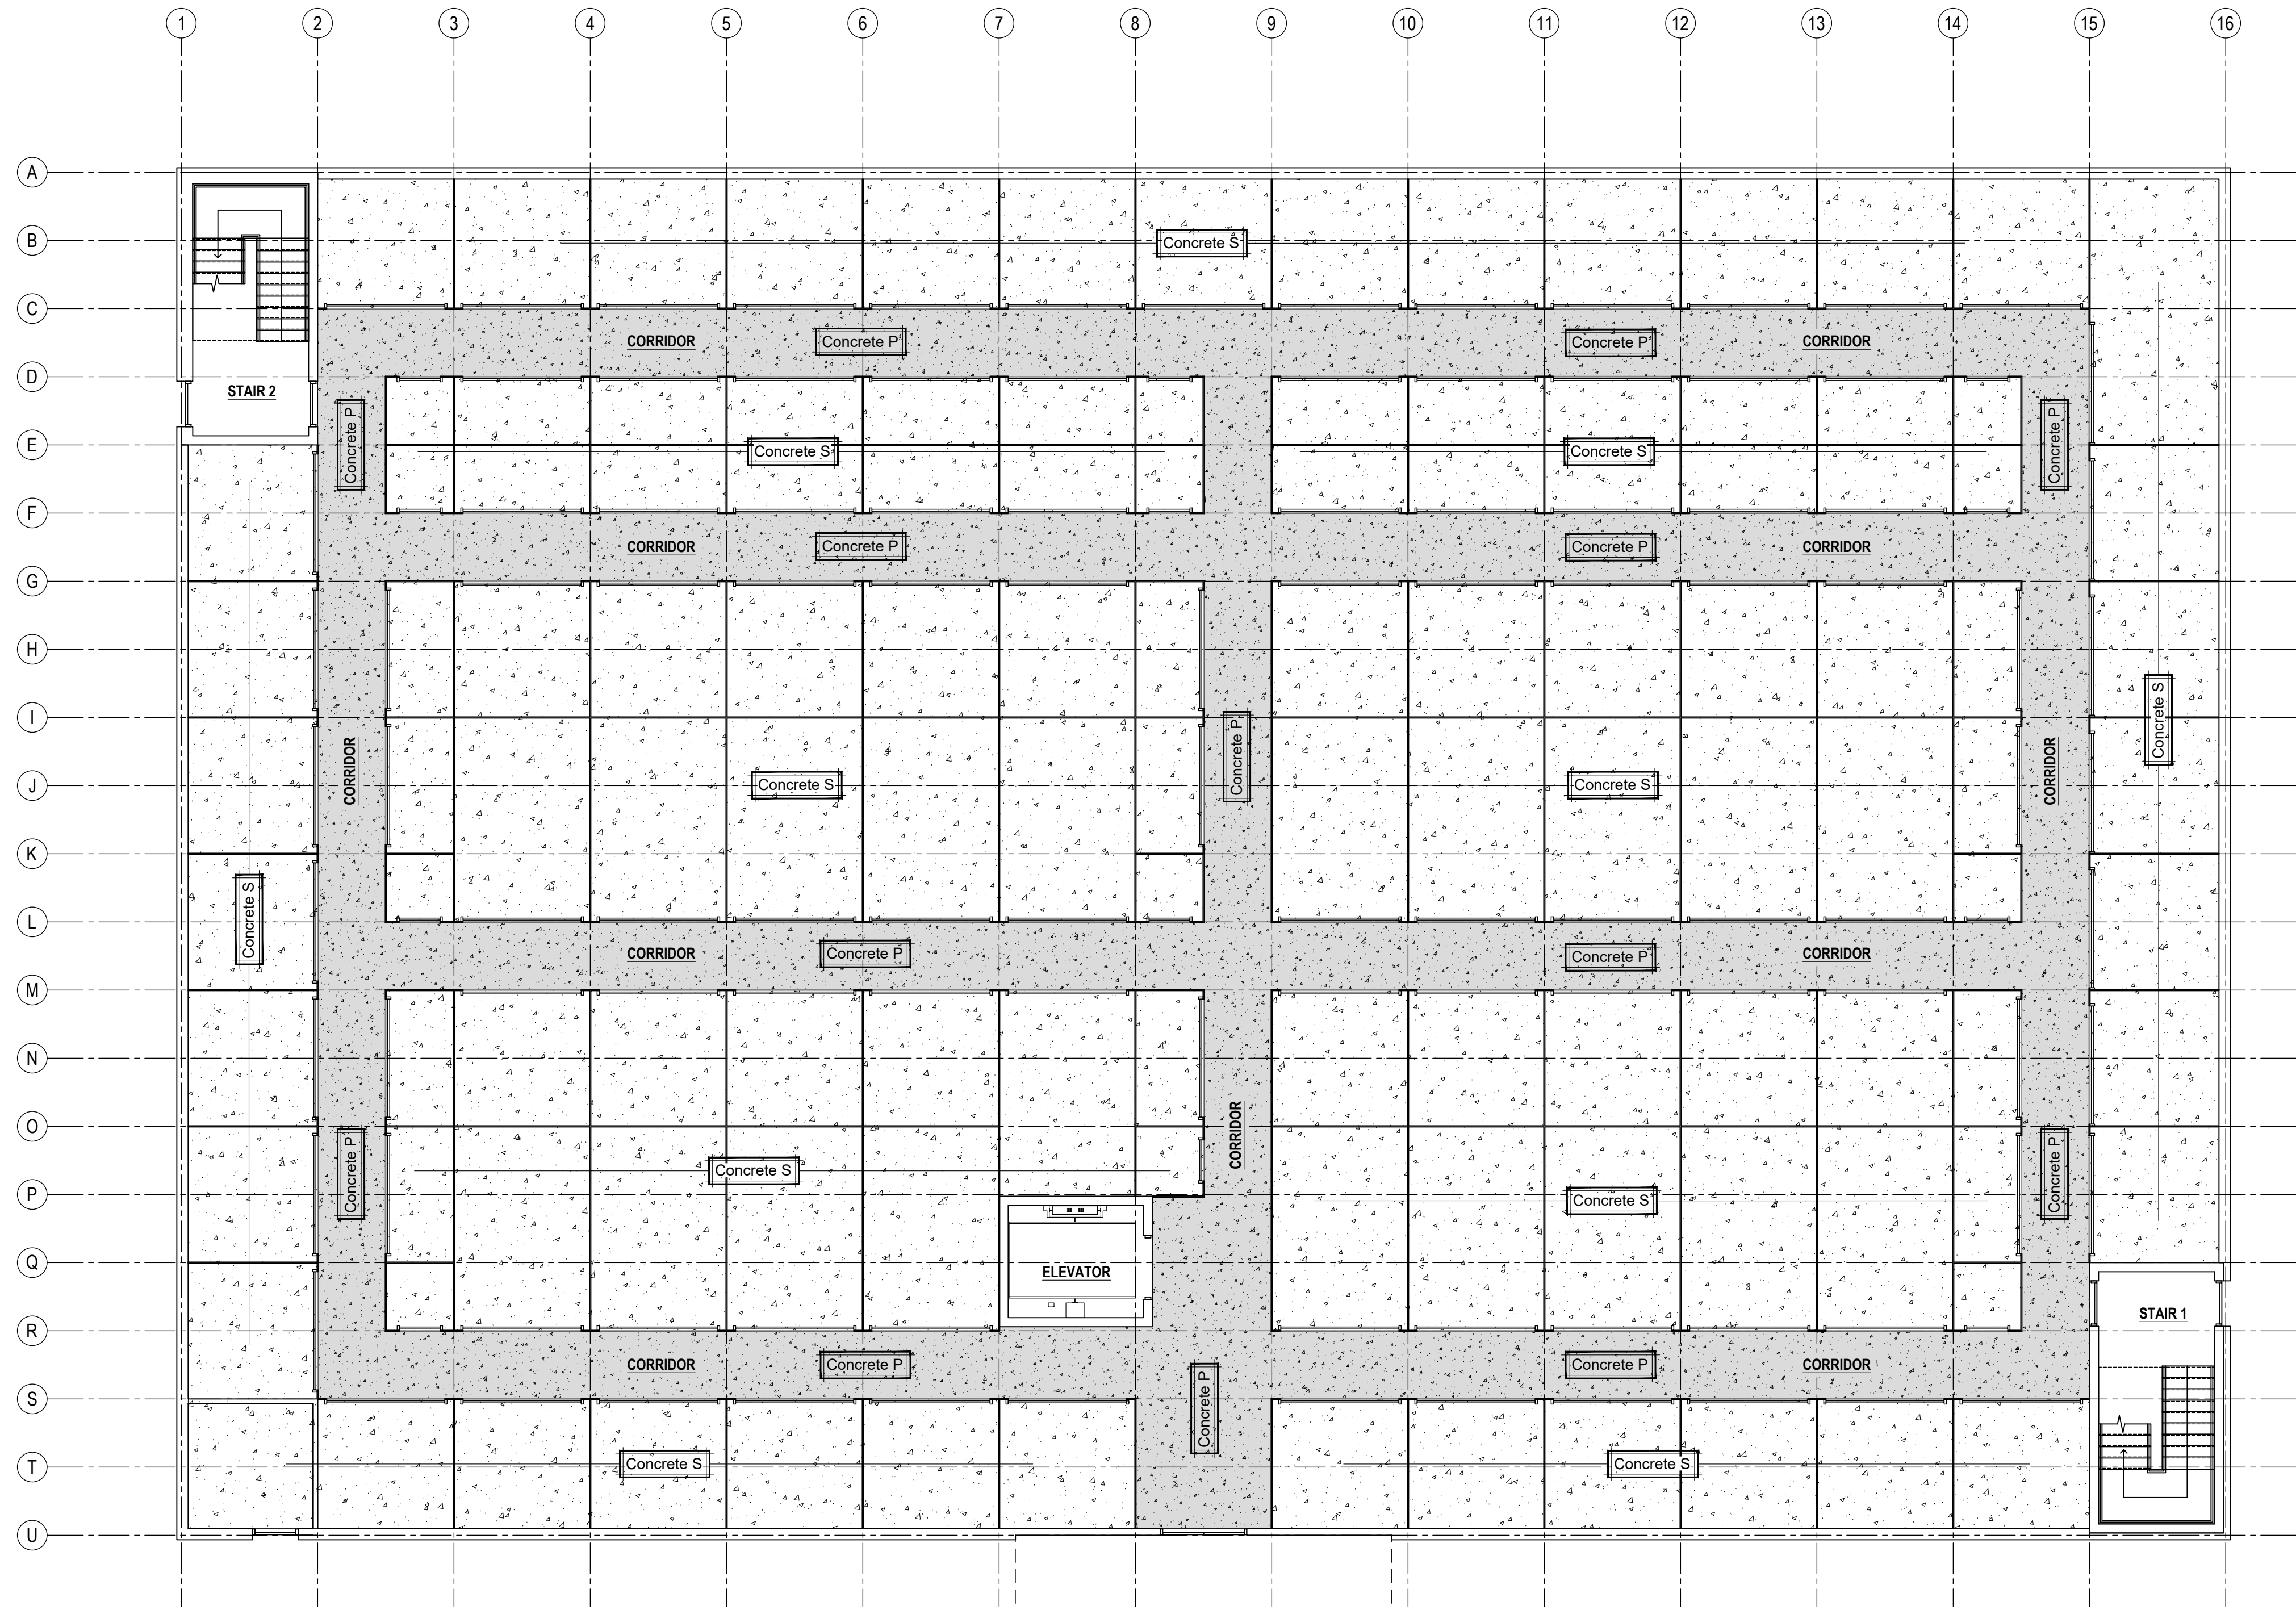 1 2 3 4 5 6 7 8 9 10 11 12 13 14 15 16
A
B
Concrete S
C
CORRIDOR Concrete P Concrete P CORRIDOR
D
STAIR 2
Concrete P
Concrete P
E
Concrete S Concrete S
F
CORRIDOR Concrete P Concrete P CORRIDOR
G
H
I
Concrete S
Concrete P
CORRIDOR
CORRIDOR
J
Concrete S Concrete S
K
Concrete S
L
CORRIDOR Concrete P Concrete P CORRIDOR
M
N
O
CORRIDOR
Concrete P
Concrete P
Concrete S
P
Concrete S
Q
ELEVATOR
STAIR 1
R
CORRIDOR Concrete P Concrete P CORRIDOR
Concrete P
S
Concrete S Concrete S
T
U